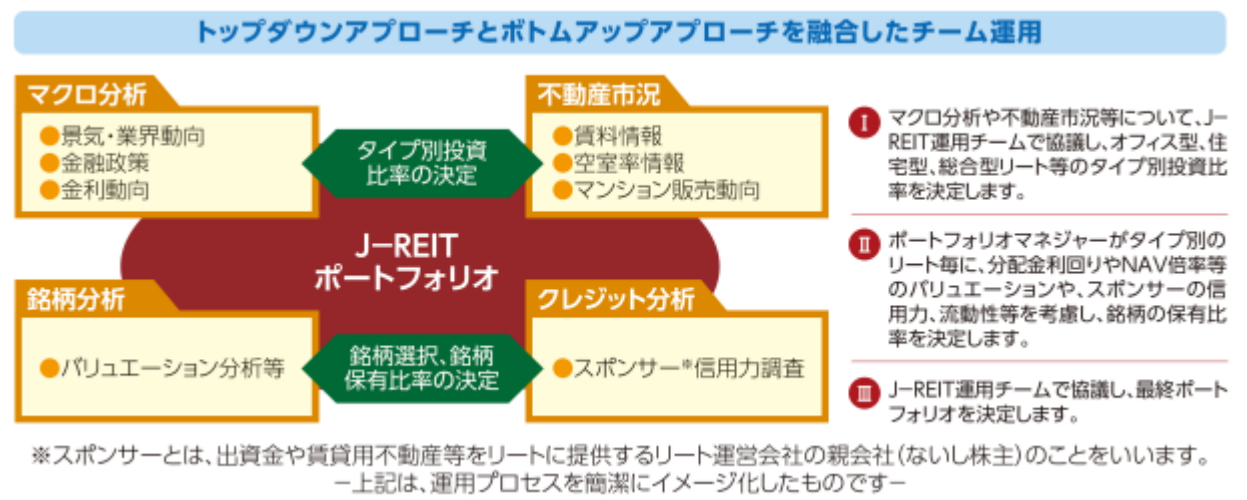 トップダウンアプローチとボトムアップアプローチを融合したチーム運用
マクロ分析
●景気・業界動向
●金融政策
●金利動向
タイプ別投資
比率の決定
不動産市況
●賃料情報
●空室率情報
●マンション販売動向
J−REIT
ポートフォリオ
銘柄分析
●バリュエーション分析等
銘柄選択、銘柄
保有比率の決定
クレジット分析
●スポンサー※信用力調査
Ⅰ マクロ分析や不動産市況等について、J−
REIT運用チームで協議し、オフィス型、住
宅型、総合型リート等のタイプ別投資比
率を決定します。
Ⅱ ポートフォリオマネジャーがタイプ別の
リート毎に、分配金利回りやNAV倍率等
のバリュエーションや、スポンサーの信
用力、流動性等を考慮し、銘柄の保有比
率を決定します。
Ⅲ J−REIT運用チームで協議し、最終ポート
フォリオを決定します。
※スポンサーとは、出資金や賃貸用不動産等をリートに提供するリート運営会社の親会社(ないし株主)のことをいいます。
−上記は、運用プロセスを簡潔にイメージ化したものです−